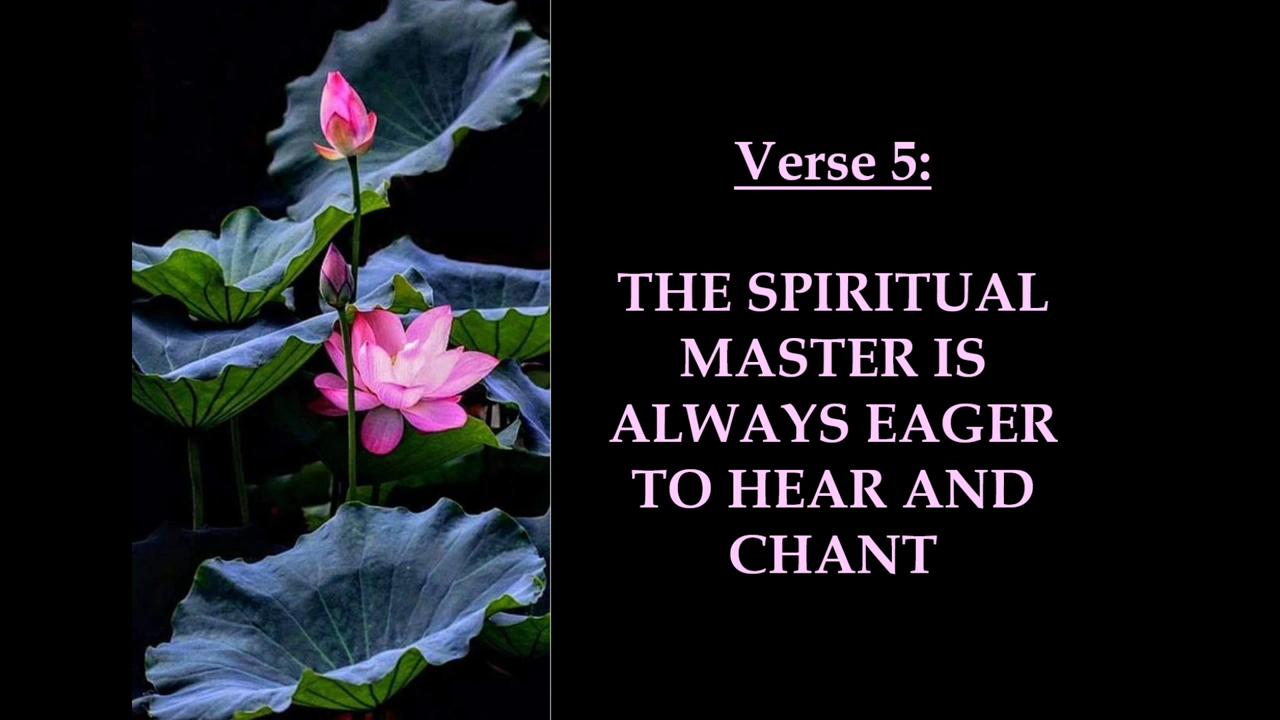 Verse 5:
THE SPIRITUAL
MASTER IS
ALWAYS EAGER
TO HEAR AND
CHANT